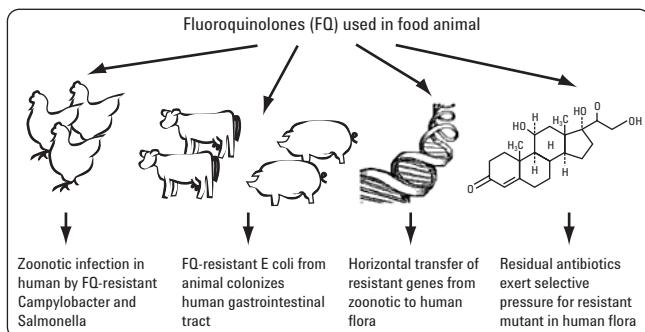 Fluoroquinolones (FQ) used in food animal
O
H₃C
OH
OH
HO
H
H₃C
H
H
H
O
Zoonotic infection in
human by FQ-resistant
Campylobacter and
Salmonella
FQ-resistant E coli from
animal colonizes
human gastrointestinal
tract
Horizontal transfer of
resistant genes from
zoonotic to human
flora
Residual antibiotics
exert selective
pressure for resistant
mutant in human flora